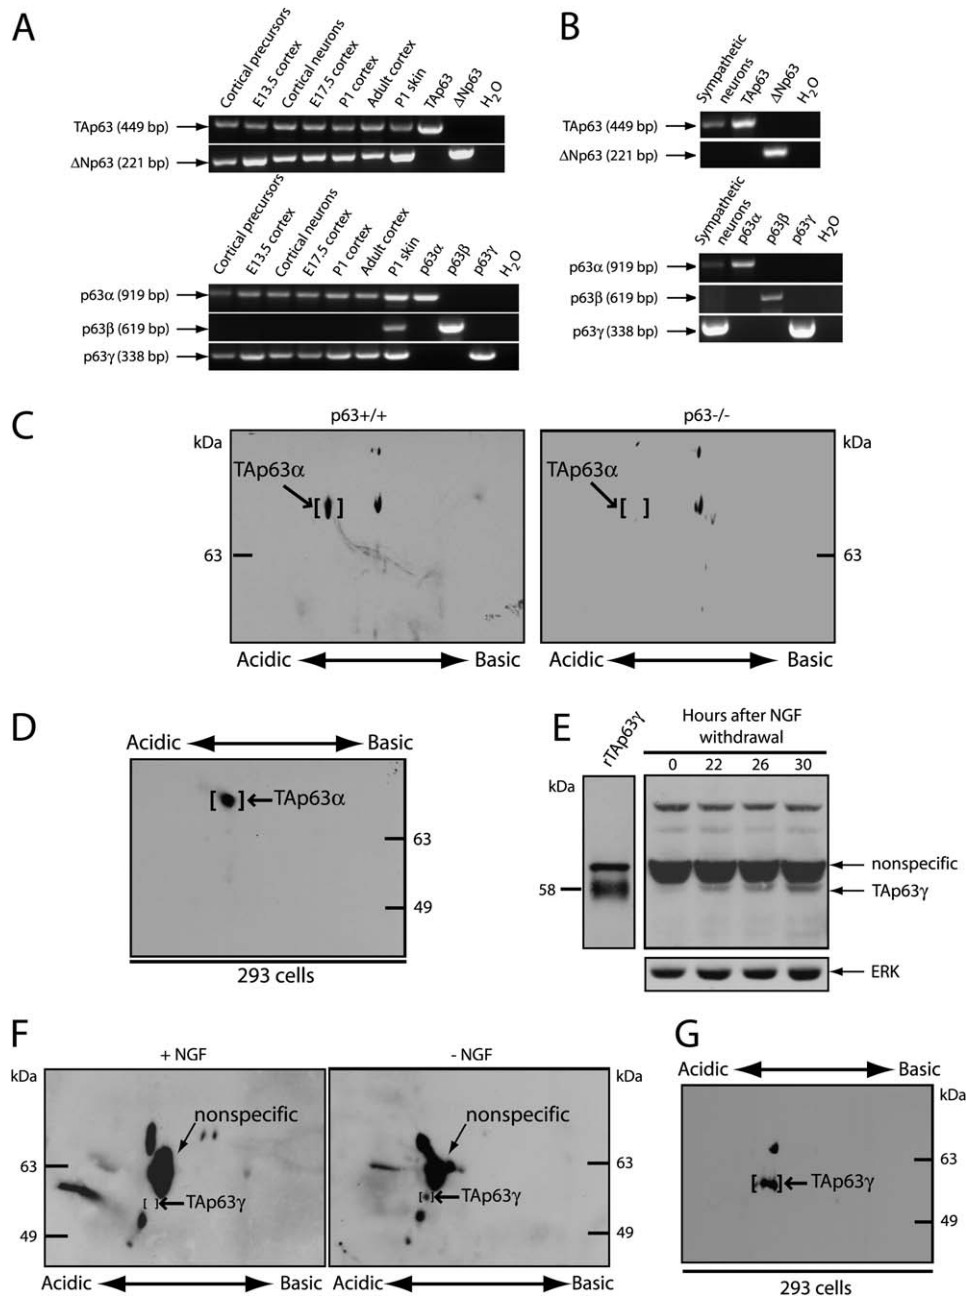 A
Cortical precursors
E13.5 cortex
Cortical neurons
E17.5 cortex
P1 cortex
Adult cortex
P1 skin
TAp63
ΔNp63
H2O
TAp63 (449 bp)
ΔNp63 (221 bp)
Cortical precursors
E13.5 cortex
Cortical neurons
E17.5 cortex
P1 cortex
Adult cortex
P1 skin
p63α
p63β
p63γ
H2O
p63α (919 bp)
p63β (619 bp)
p63γ (338 bp)
B
Sympathetic
neurons
TAp63
ΔNp63
H2O
TAp63 (449 bp)
ΔNp63 (221 bp)
Sympathetic
neurons
p63α
p63β
p63γ
H2O
p63α (919 bp)
p63β (619 bp)
p63γ (338 bp)
C
p63+/+
p63-/-
kDa
kDa
TAp63α
[ ]
TAp63α
[ ]
63
63
Acidic
Basic
Acidic
Basic
D
Acidic
Basic
[ ]
TAp63α
63
49
293 cells
E
rTAp63γ
Hours after NGF
withdrawal
0 22 26 30
kDa
58
nonspecific
TAp63γ
ERK
F
+ NGF
- NGF
kDa
kDa
nonspecific
nonspecific
63
63
[ ]
TAp63γ
[ ]
TAp63γ
49
49
Acidic
Basic
Acidic
Basic
G
Acidic
Basic
kDa
63
[ ]
TAp63γ
49
293 cells